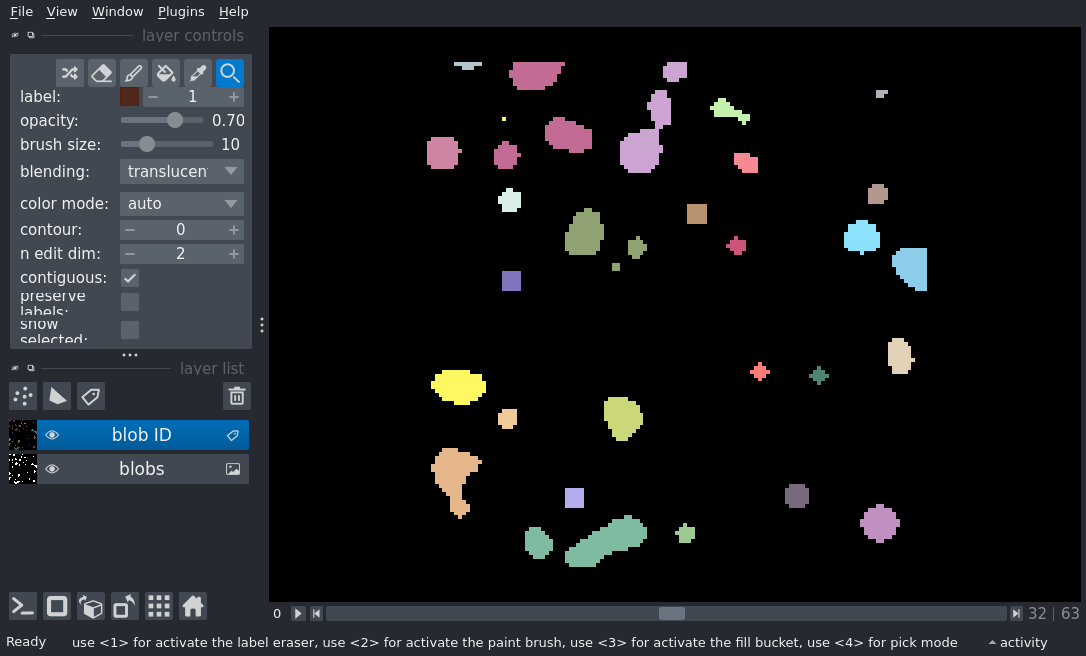 File View Window Plugins Help
layer controls
label: − 1 +
opacity: 0.70
brush size: 10
blending: translucen
color mode: auto
contour: − 0 +
n edit dim: − 2 +
contiguous:
preserve
labels:
show
selected:
layer list
blob ID
blobs
0 32 | 63
Ready use <1> for activate the label eraser, use <2> for activate the paint brush, use <3> for activate the fill bucket, use <4> for pick mode activity